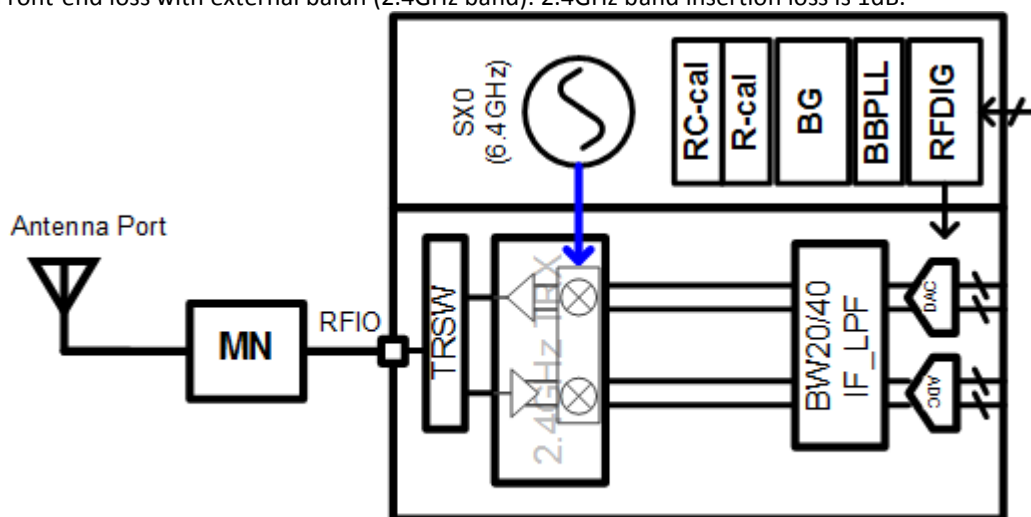 ront-end loss with external balun (2.4GHz band). 2.4GHz band insertion loss is 1dB.
SX0
(6.4GHz)
RC-cal
R-cal
BG
BBPLL
RFDIG
Antenna Port
MN
RFIO
TRSW
2.4GHz TRX
BW20/40
IF_LPF
DAC
ADC